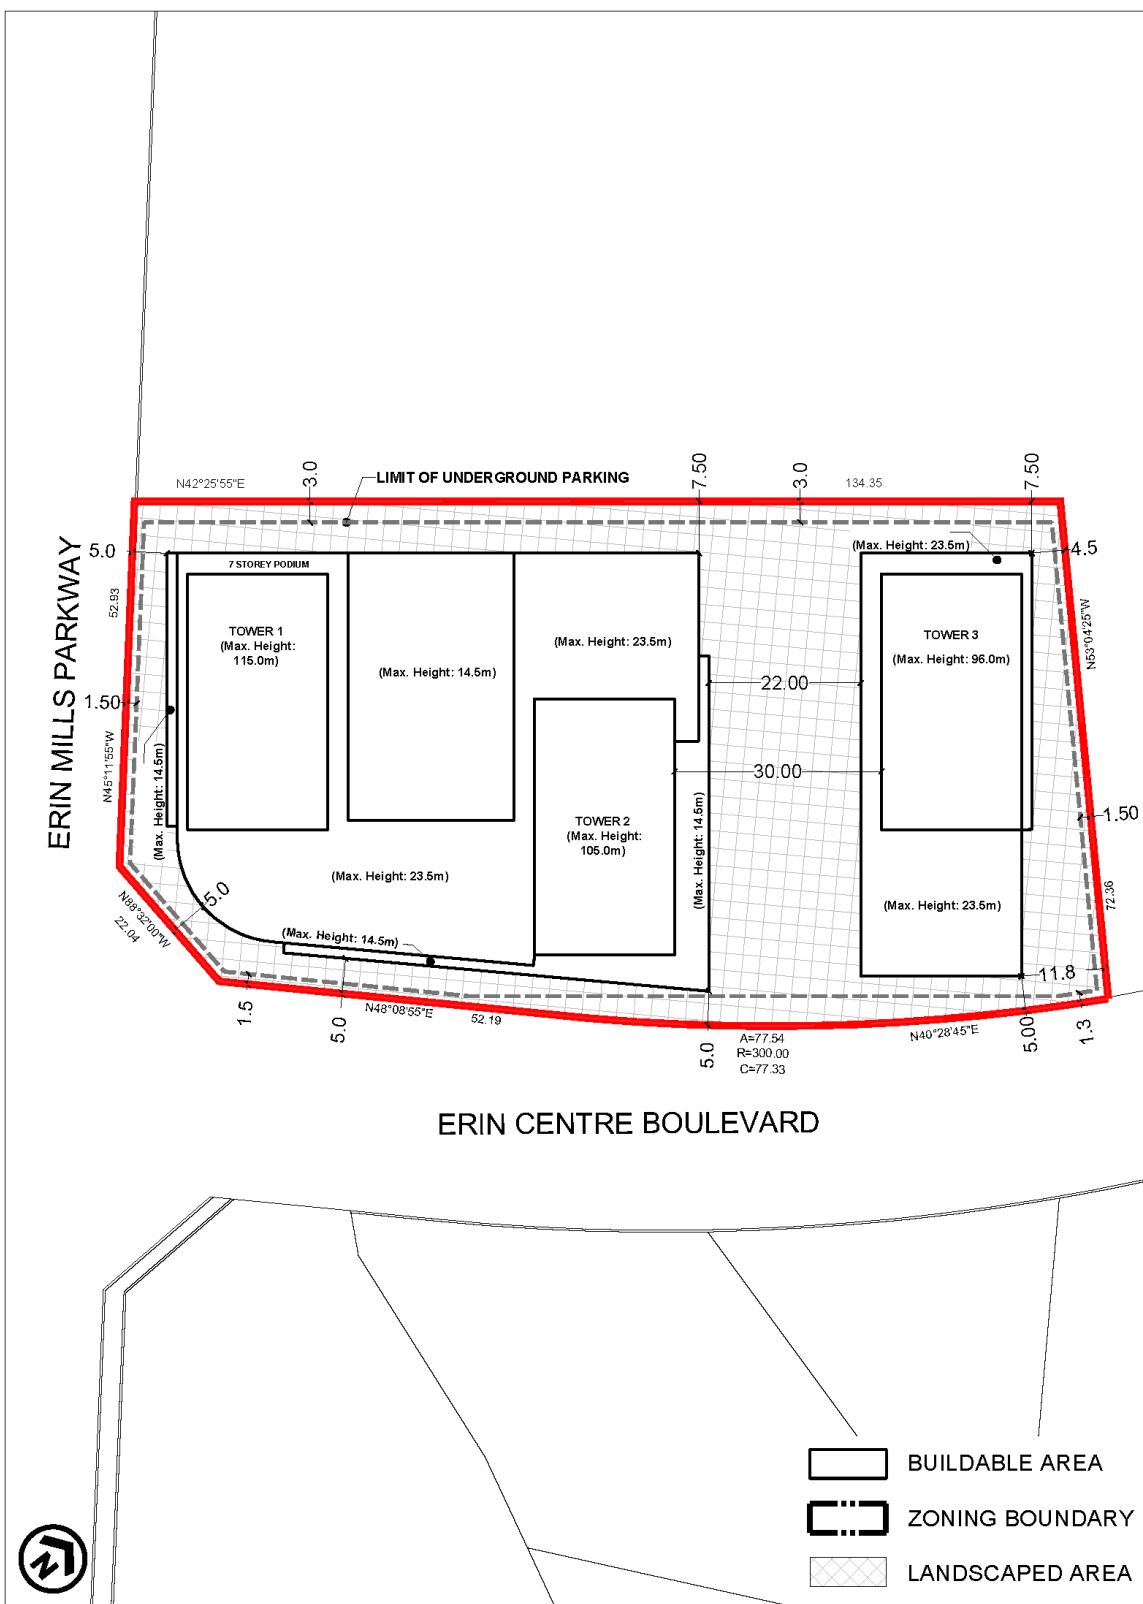 N42°25'55"E
3.0
LIMIT OF UNDERGROUND PARKING
7.50
3.0
134.35
7.50
5.0
7 STOREY PODIUM
(Max. Height: 23.5m)
4.5
ERIN MILLS PARKWAY
52.93
TOWER 1
(Max. Height:
115.0m)
(Max. Height: 14.5m)
(Max. Height: 23.5m)
TOWER 3
(Max. Height: 96.0m)
N53°04'25"W
22.00
1.50
N45°11'55"W
(Max. Height: 14.5m)
30.00
TOWER 2
(Max. Height:
105.0m)
(Max. Height: 14.5m)
1.50
(Max. Height: 23.5m)
5.0
N88°32'00"W
22.04
(Max. Height: 23.5m)
72.36
(Max. Height: 14.5m)
11.8
1.5
5.0
N48°08'55"E
52.19
5.0
A=77.54
R=300.00
C=77.33
N40°28'45"E
5.00
1.3
ERIN CENTRE BOULEVARD
BUILDABLE AREA
ZONING BOUNDARY
LANDSCAPED AREA
N